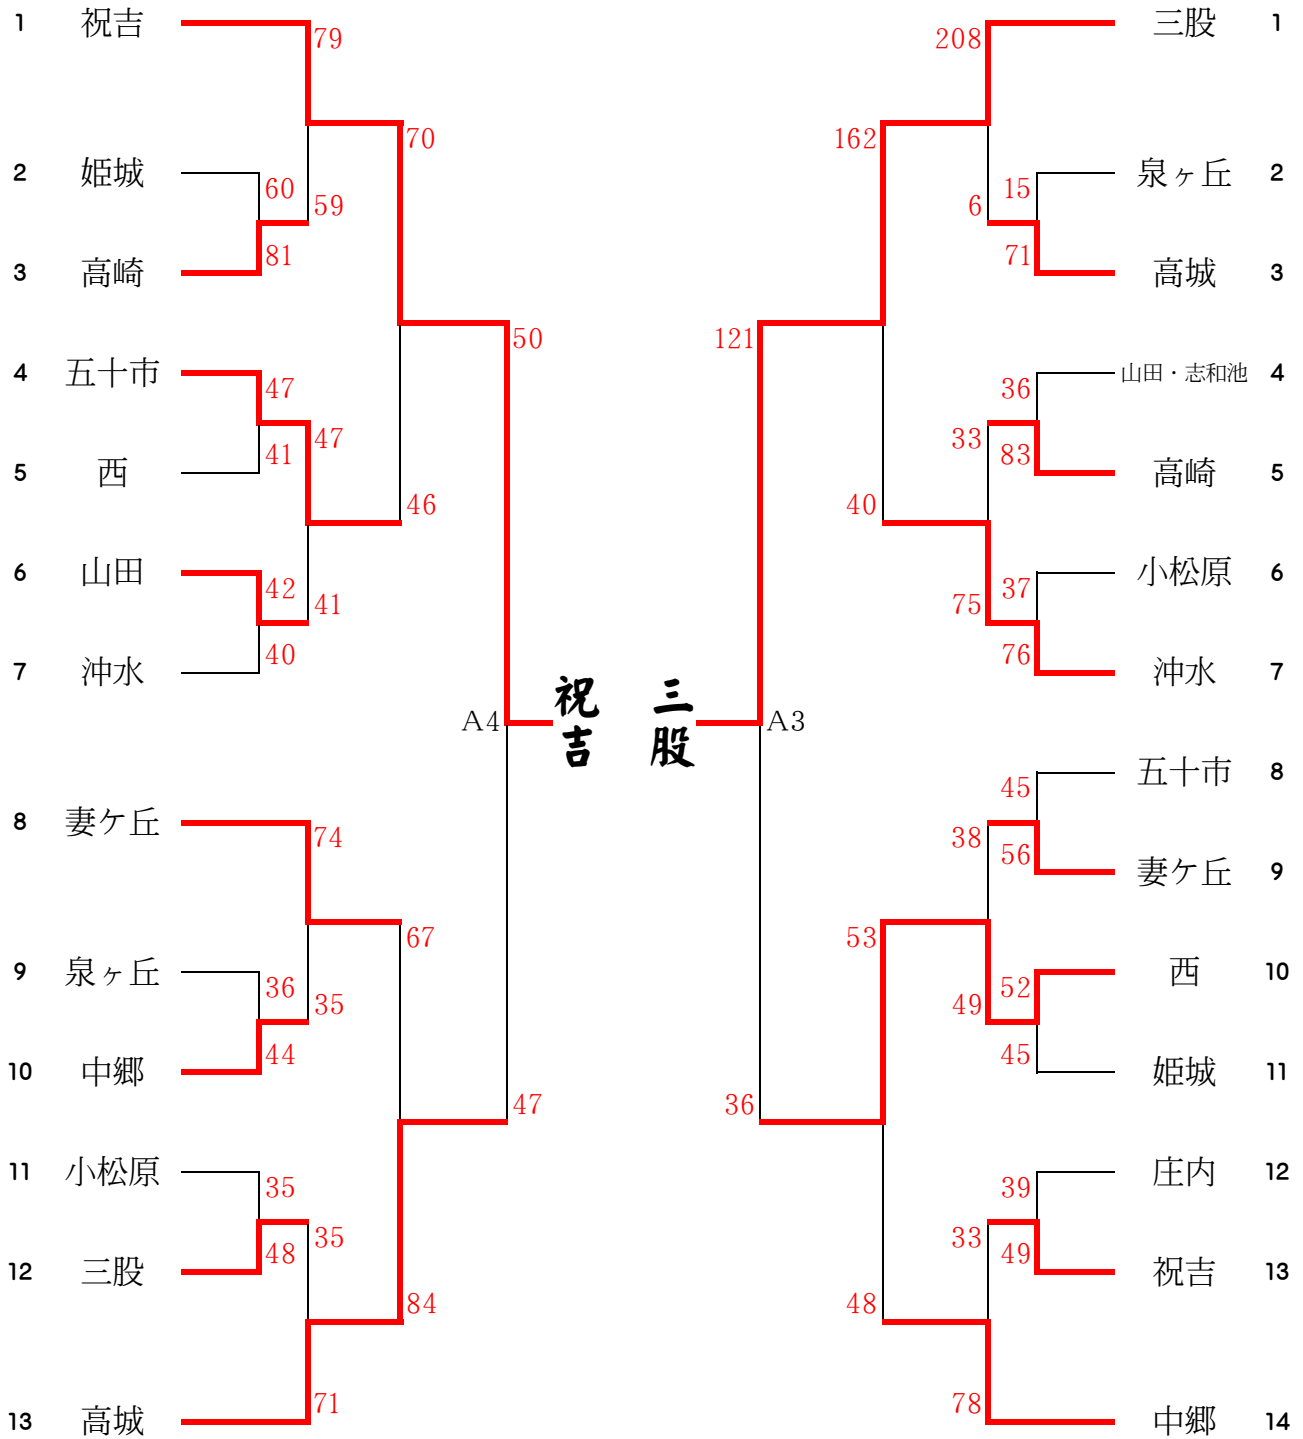 1 祝吉 79 208 三股 1
70 162
2 姫城 60 59 6 15 泉ヶ丘 2
3 高崎 81 71 高城 3
50 121
4 五十市 47 36 山田・志和池 4
47 33
5 西 41 83 高崎 5
46 40
6 山田 42 41 75 37 小松原 6
7 沖水 40 76 沖水 7
A4 祝吉 三股 A3
45 五十市 8
8 妻ケ丘 74 38 56 妻ケ丘 9
67 53
9 泉ヶ丘 36 35 49 52 西 10
10 中郷 44 45 姫城 11
47 36
11 小松原 35 39 庄内 12
35 33
12 三股 48 49 祝吉 13
84 48
13 高城 71 78 中郷 14